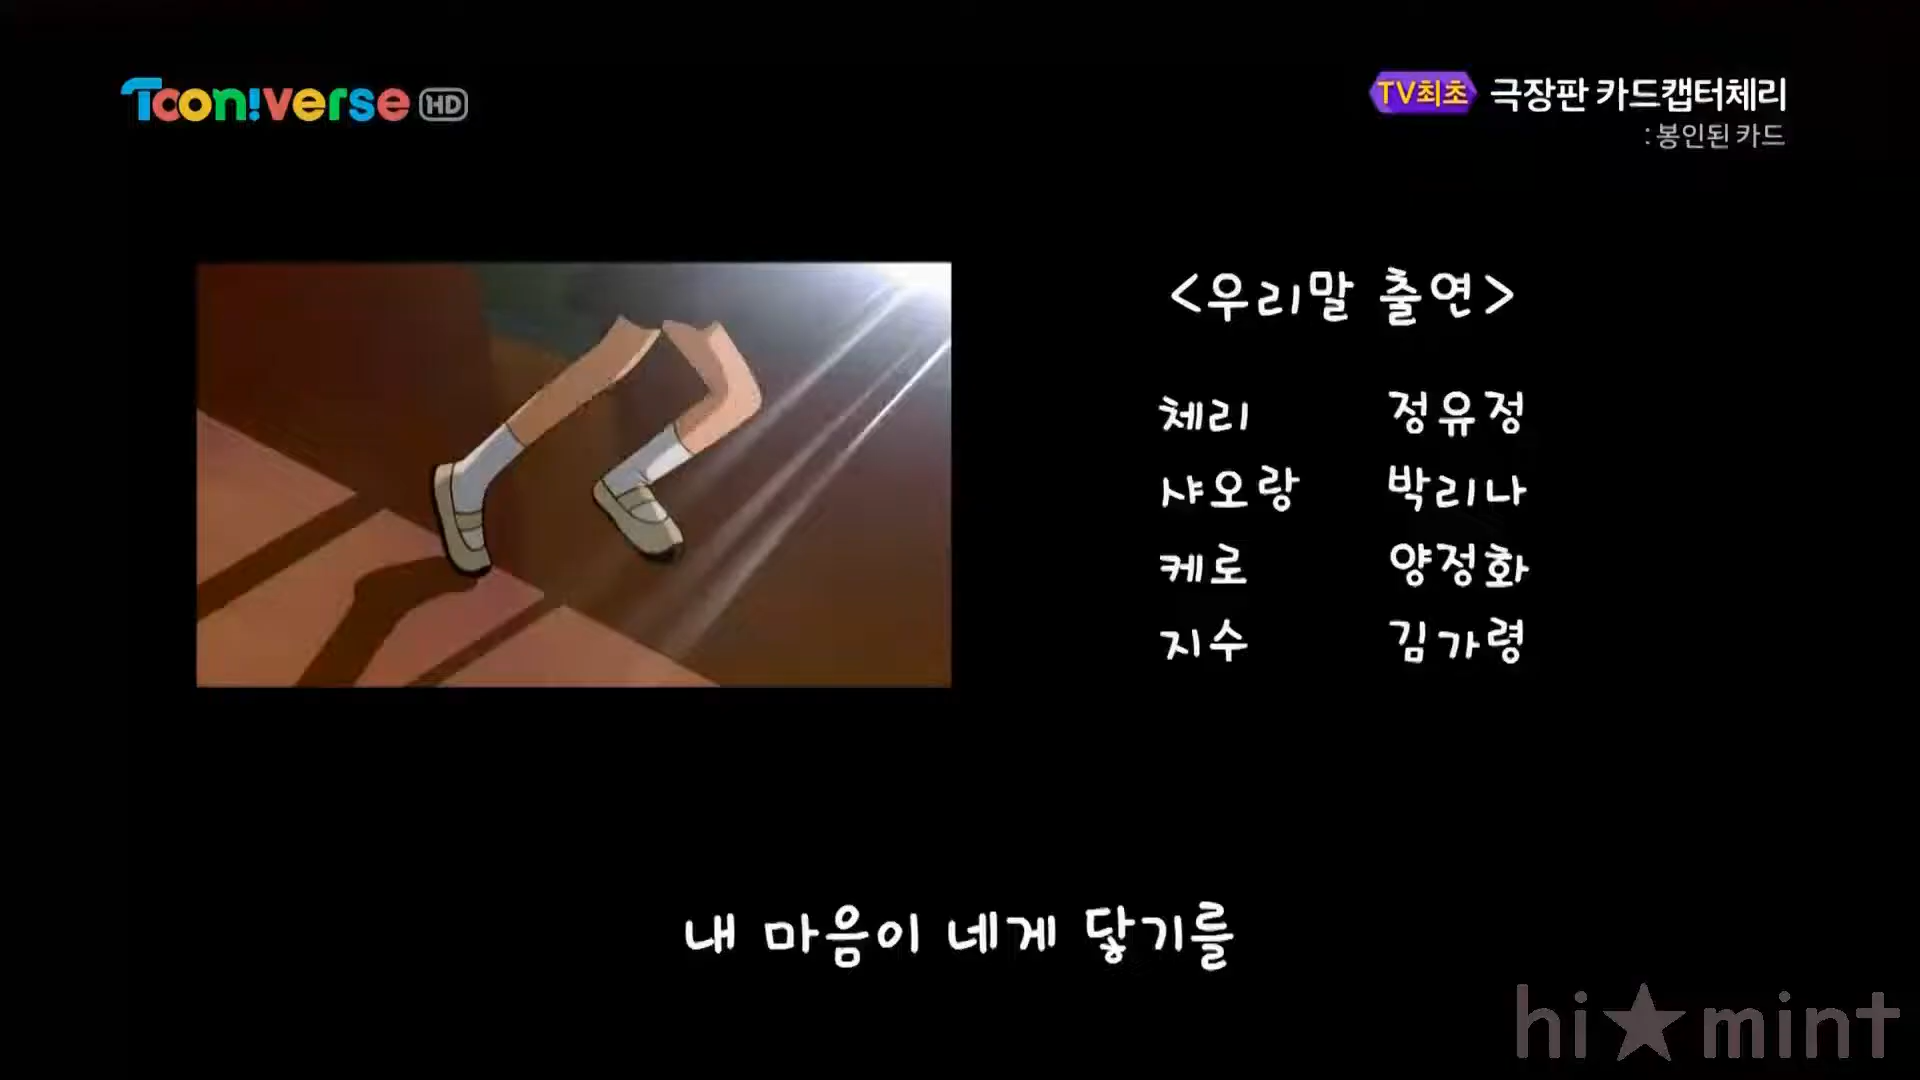 Tooniverse HD
TV최초 극장판 카드캡터체리
: 봉인된 카드
<우리말 출연>
체리 정유정
샤오랑 박리나
케로 양정화
지수 김가령
내 마음이 네게 닿기를
hi★mint